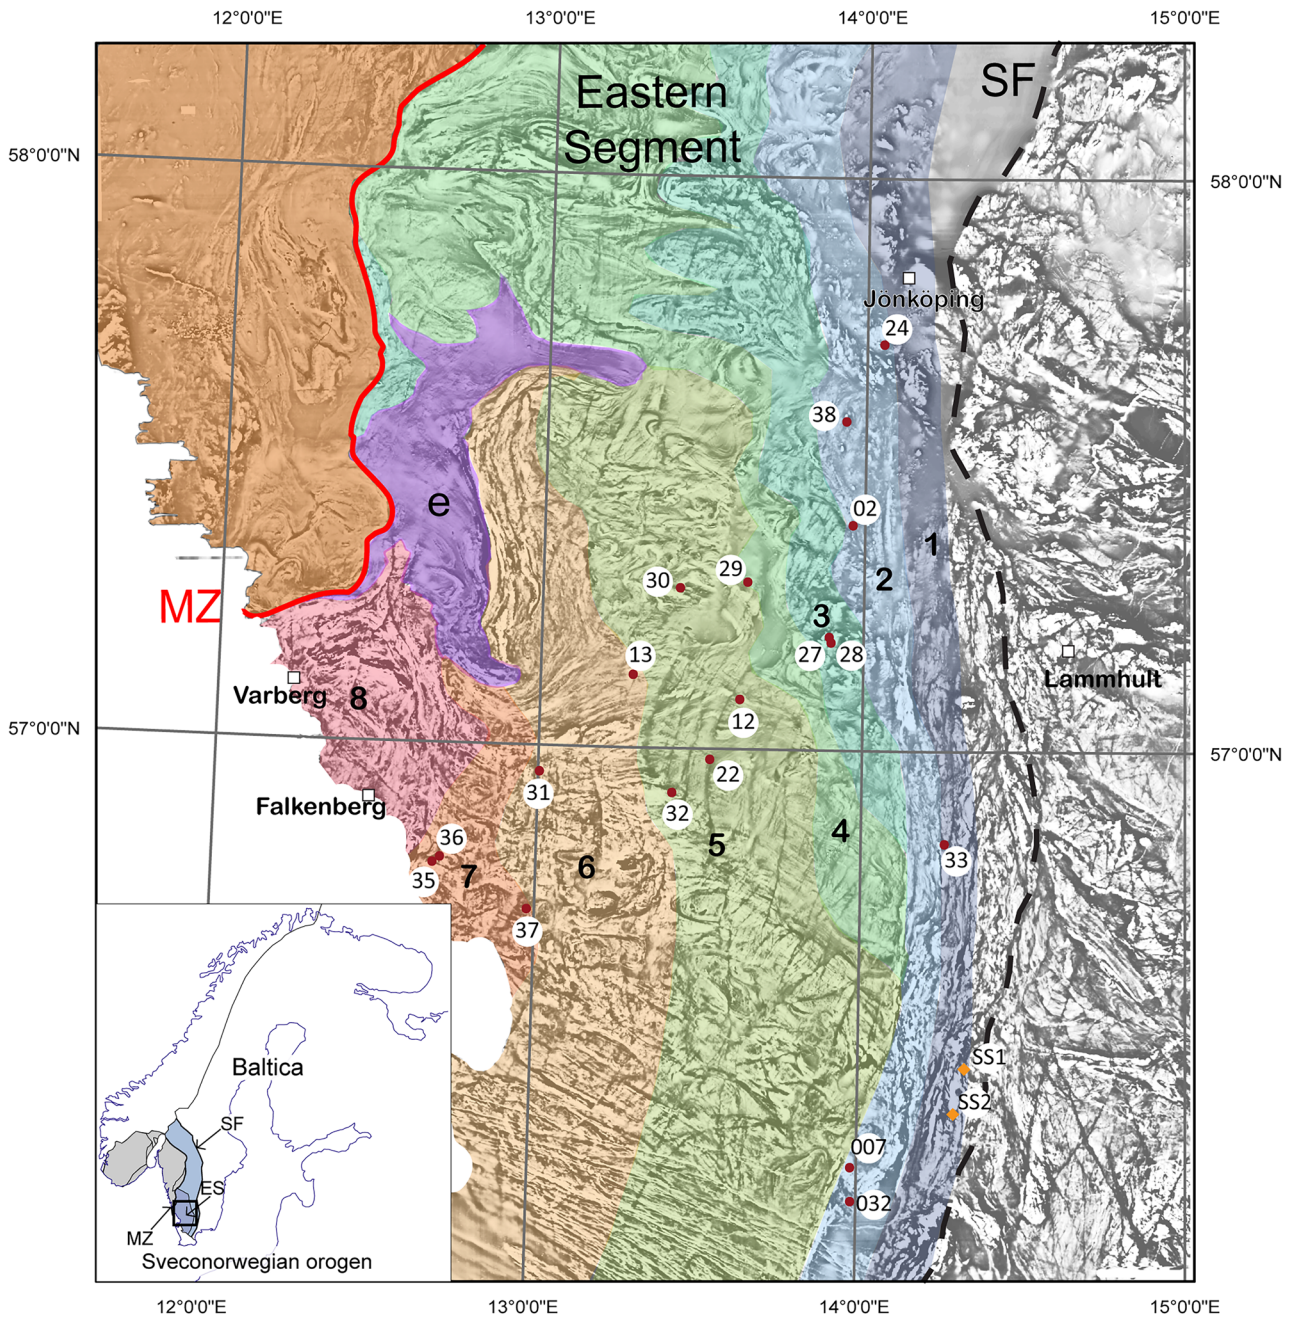 12°0'0"E
13°0'0"E
14°0'0"E
15°0'0"E
SF
Eastern
Segment
58°0'0"N
58°0'0"N
Jönköping
24
38
02
e
1
29
30
2
MZ
3
13
27
28
Lammhult
Varberg
8
12
57°0'0"N
57°0'0"N
22
31
Falkenberg
32
36
4
5
33
6
7
35
37
SS1
Baltica
SS2
SF
007
ES
032
MZ
Sveconorwegian orogen
12°0'0"E
13°0'0"E
14°0'0"E
15°0'0"E